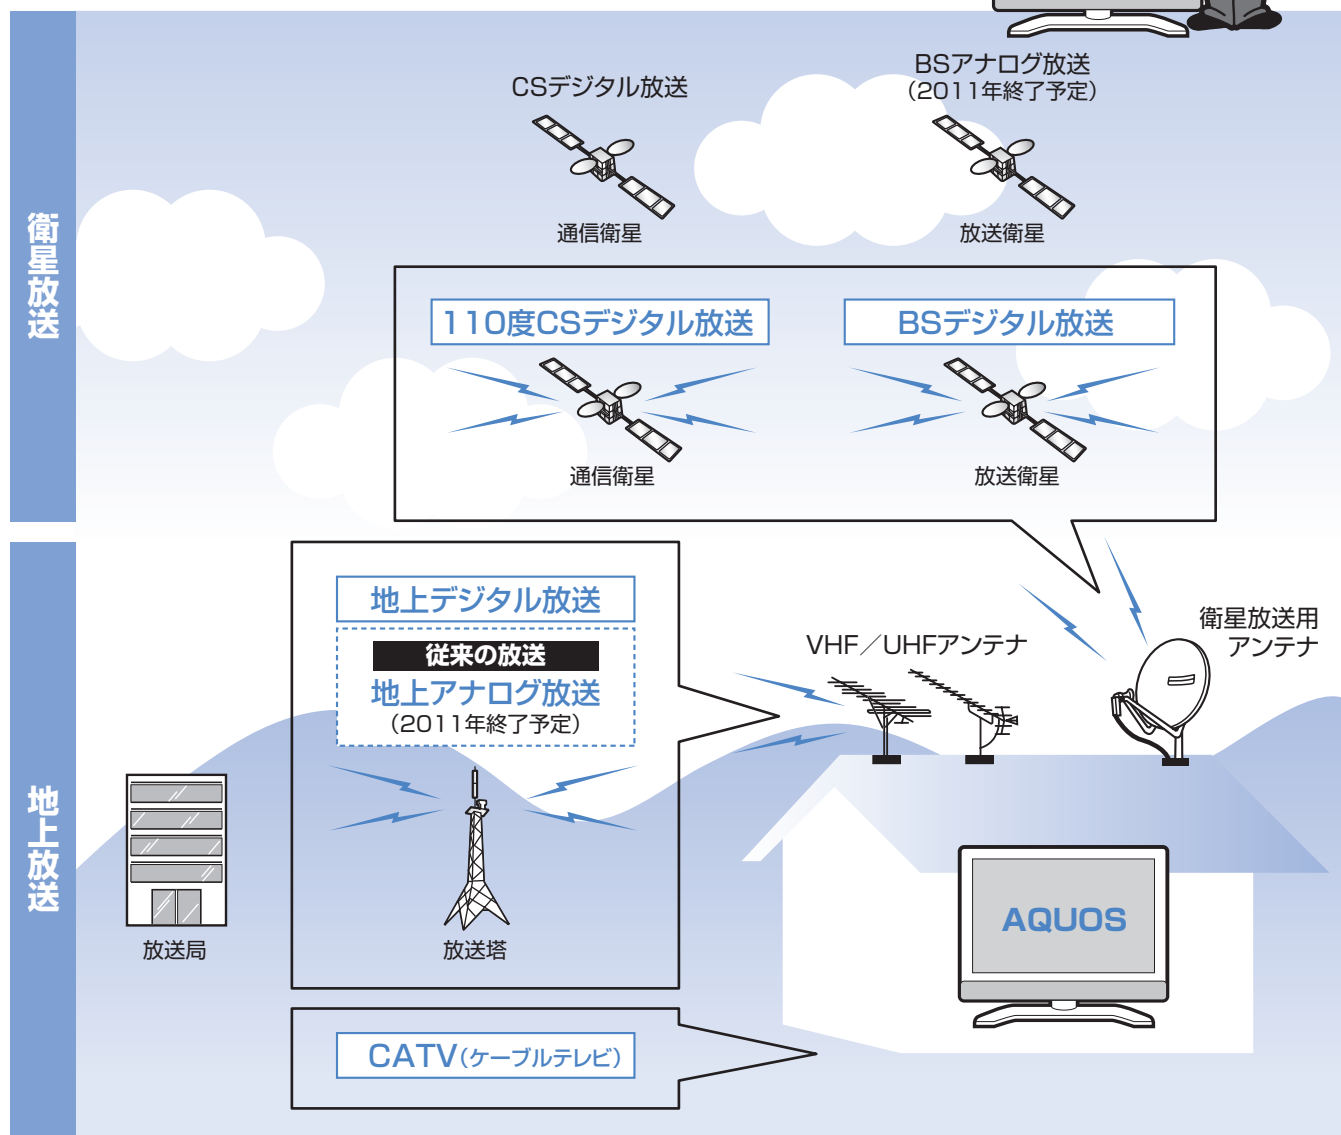 衛星放送
CSデジタル放送
通信衛星
BSアナログ放送
(2011年終了予定)
放送衛星
110度CSデジタル放送
通信衛星
BSデジタル放送
放送衛星
地上放送
地上デジタル放送
従来の放送
地上アナログ放送
(2011年終了予定)
放送局
放送塔
VHF/UHFアンテナ
衛星放送用
アンテナ
AQUOS
CATV(ケーブルテレビ)